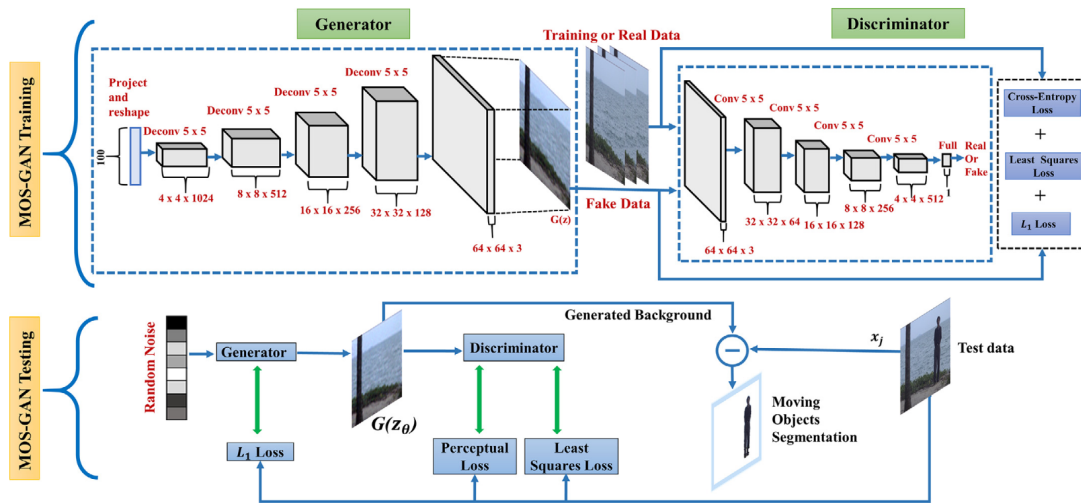 Generator
Discriminator
MOS-GAN Training
Training or Real Data
Project and
reshape
100
Deconv 5 x 5
Deconv 5 x 5
Deconv 5 x 5
Deconv 5 x 5
4 x 4 x 1024
8 x 8 x 512
16 x 16 x 256
32 x 32 x 128
64 x 64 x 3
G(z)
Fake Data
Conv 5 x 5
Conv 5 x 5
Conv 5 x 5
Conv 5 x 5
Full
Real
Or
Fake
64 x 64 x 3
32 x 32 x 64
16 x 16 x 128
8 x 8 x 256
4 x 4 x 512
1
Cross-Entropy
Loss
+
Least Squares
Loss
+
L₁ Loss
MOS-GAN Testing
Random Noise
Generator
G(z_θ)
Discriminator
Generated Background
−
x_j
Test data
Moving
Objects
Segmentation
L₁ Loss
Perceptual
Loss
Least
Squares Loss